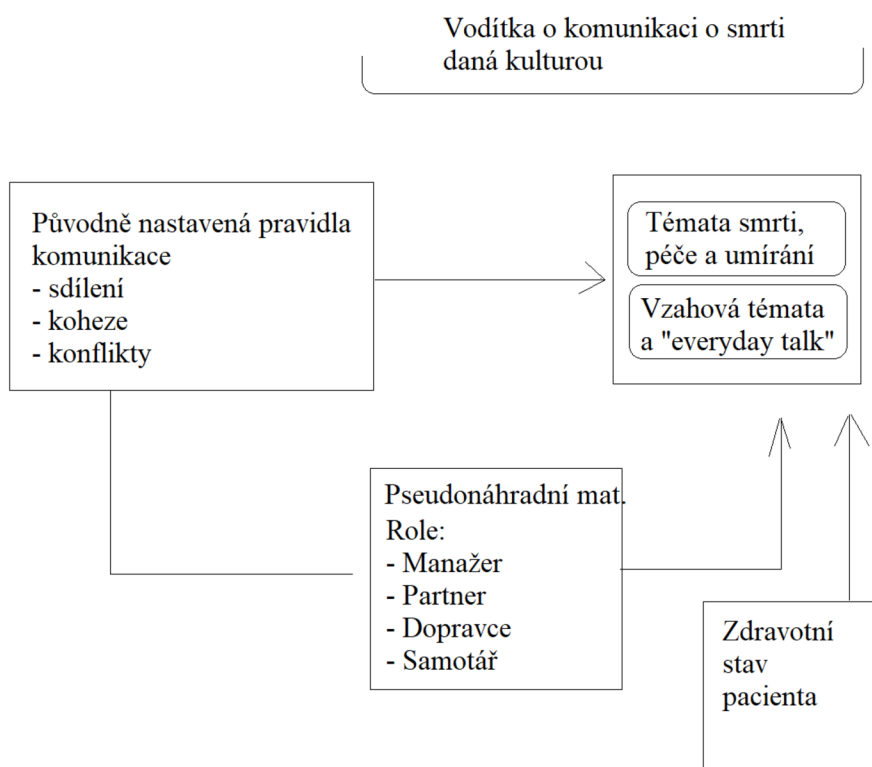 Vodítka o komunikaci o smrti
daná kulturou
Původně nastavená pravidla
komunikace
- sdílení
- koheze
- konflikty
Témata smrti,
péče a umírání
Vzahová témata
a "everyday talk"
Pseudonáhradní mat.
Role:
- Manažer
- Partner
- Dopravce
- Samotář
Zdravotní
stav
pacienta